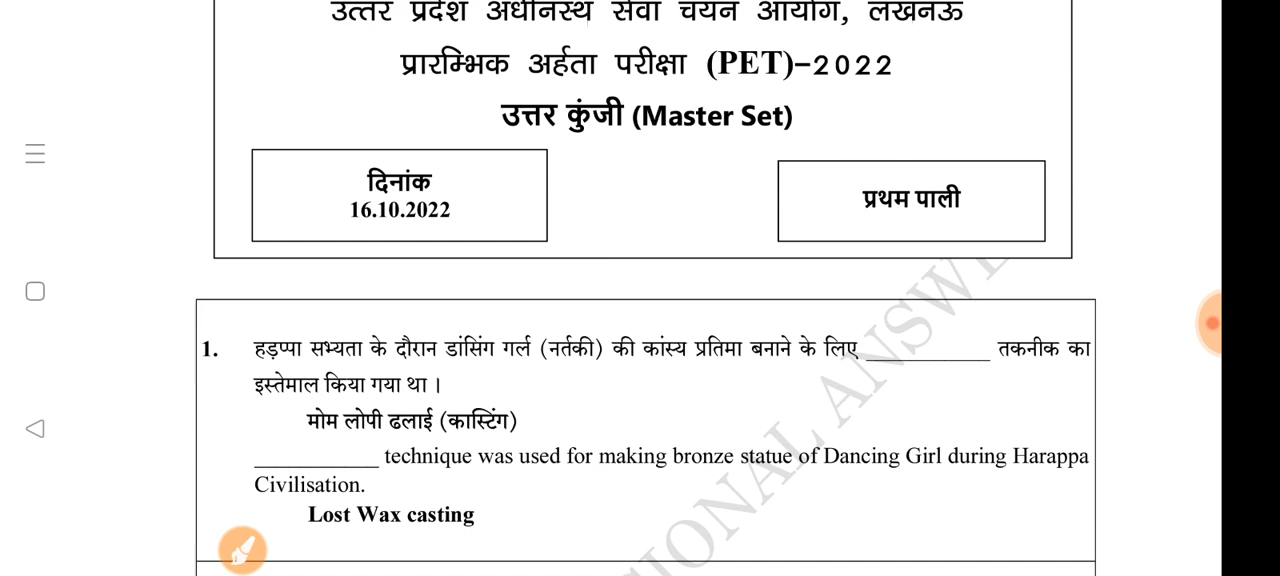 उत्तर प्रदेश अधीनस्थ सेवा चयन आयोग, लखनऊ
प्रारम्भिक अर्हता परीक्षा (PET)-2022
उत्तर कुंजी (Master Set)
दिनांक
16.10.2022
प्रथम पाली
1. हड़प्पा सभ्यता के दौरान डांसिंग गर्ल (नर्तकी) की कांस्य प्रतिमा बनाने के लिए ___________ तकनीक का
इस्तेमाल किया गया था ।
मोम लोपी ढलाई (कास्टिंग)
___________ technique was used for making bronze statue of Dancing Girl during Harappa
Civilisation.
Lost Wax casting